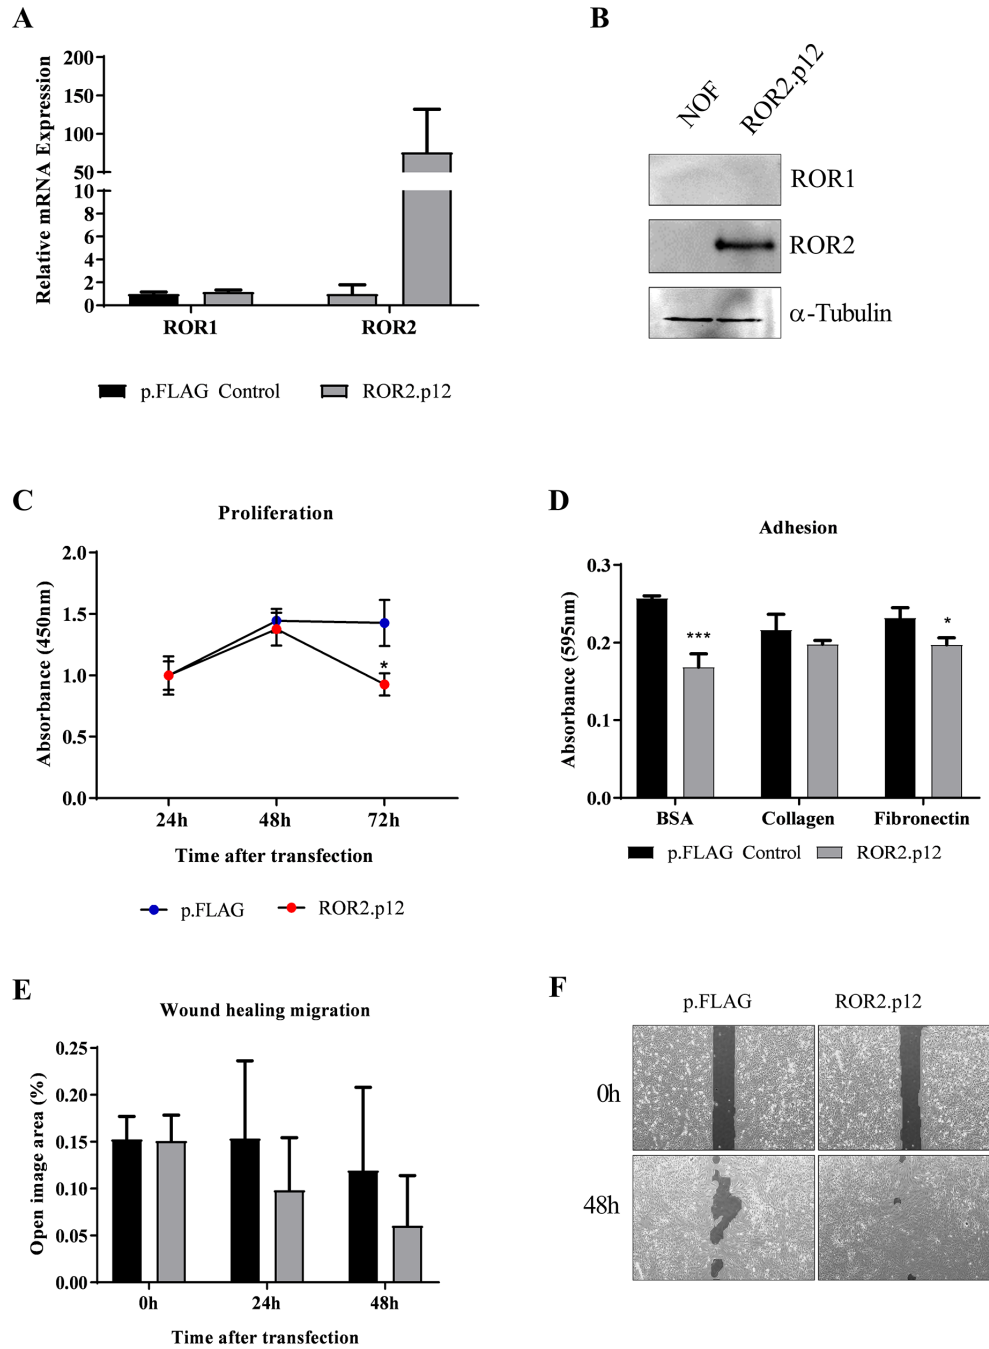 A
Relative mRNA Expression
200
150
100
50
10
8
6
4
2
0
ROR1
ROR2
p.FLAG Control
ROR2.p12
B
NOF
ROR2.p12
ROR1
ROR2
α-Tubulin
C
Proliferation
Absorbance (450nm)
2.0
1.5
1.0
0.5
0.0
*
24h
48h
72h
Time after transfection
p.FLAG
ROR2.p12
D
Adhesion
Absorbance (595nm)
0.3
0.2
0.1
0.0
***
*
BSA
Collagen
Fibronectin
p.FLAG Control
ROR2.p12
E
Wound healing migration
Open image area (%)
0.25
0.20
0.15
0.10
0.05
0.00
0h
24h
48h
Time after transfection
F
p.FLAG
ROR2.p12
0h
48h